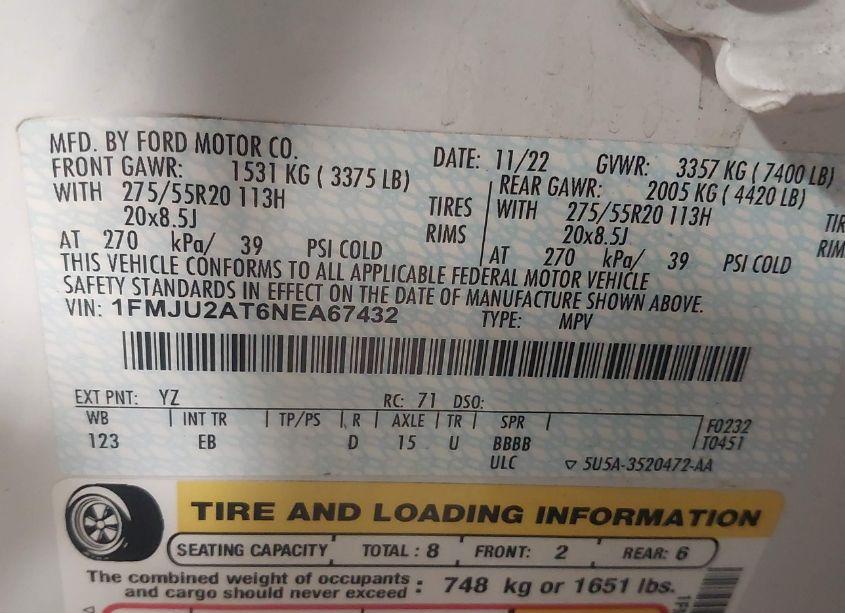 MFD. BY FORD MOTOR CO. DATE: 11/22 GVWR: 3357 KG ( 7400 LB)
FRONT GAWR: 1531 KG ( 3375 LB) REAR GAWR: 2005 KG ( 4420 LB)
WITH 275/55R20 113H TIRES WITH 275/55R20 113H
20x8.5J RIMS 20x8.5J
AT 270 kPa/ 39 PSI COLD AT 270 kPa/ 39 PSI COLD
THIS VEHICLE CONFORMS TO ALL APPLICABLE FEDERAL MOTOR VEHICLE
SAFETY STANDARDS IN EFFECT ON THE DATE OF MANUFACTURE SHOWN ABOVE.
VIN: 1FMJU2AT6NEA67432 TYPE: MPV
EXT PNT: YZ RC: 71 DSO:
WB | INT TR | TP/PS | R | AXLE | TR | SPR | F0232
123 EB D 15 U BBBB T0451
ULC ▽ 5U5A-3520472-AA
TIRE AND LOADING INFORMATION
SEATING CAPACITY TOTAL : 8 FRONT: 2 REAR: 6
The combined weight of occupants
and cargo should never exceed : 748 kg or 1651 lbs.